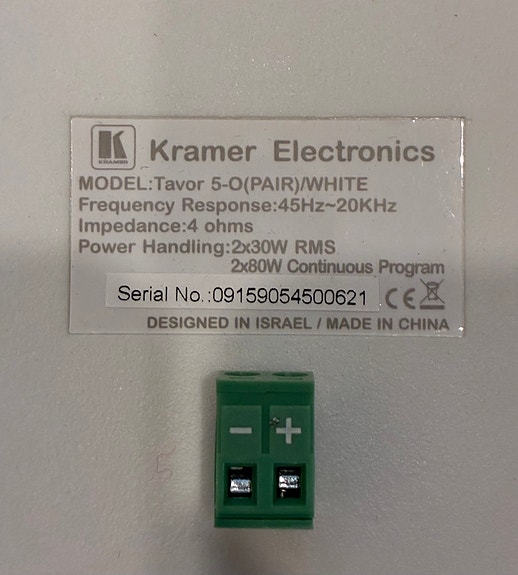 K
KRAMER
Kramer Electronics
MODEL:Tavor 5-O(PAIR)/WHITE
Frequency Response:45Hz~20KHz
Impedance:4 ohms
Power Handling:2x30W RMS
2x80W Continuous Program
Serial No.:09159054500621 CE
DESIGNED IN ISRAEL / MADE IN CHINA
- +